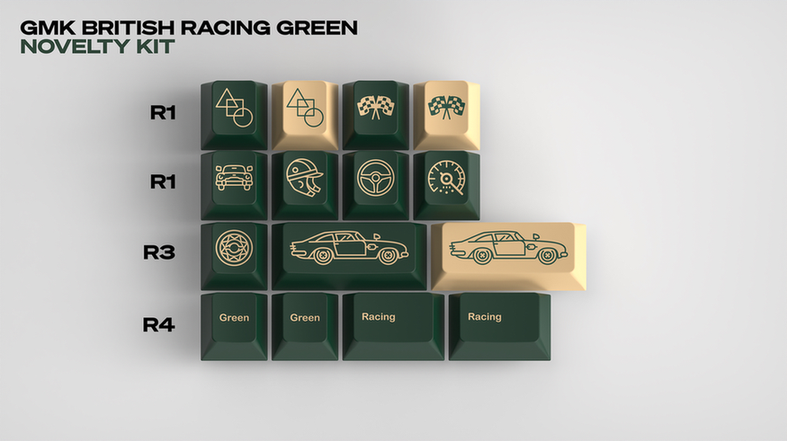 GMK BRITISH RACING GREEN
NOVELTY KIT
R1
R1
R3
R4
Green
Green
Racing
Racing